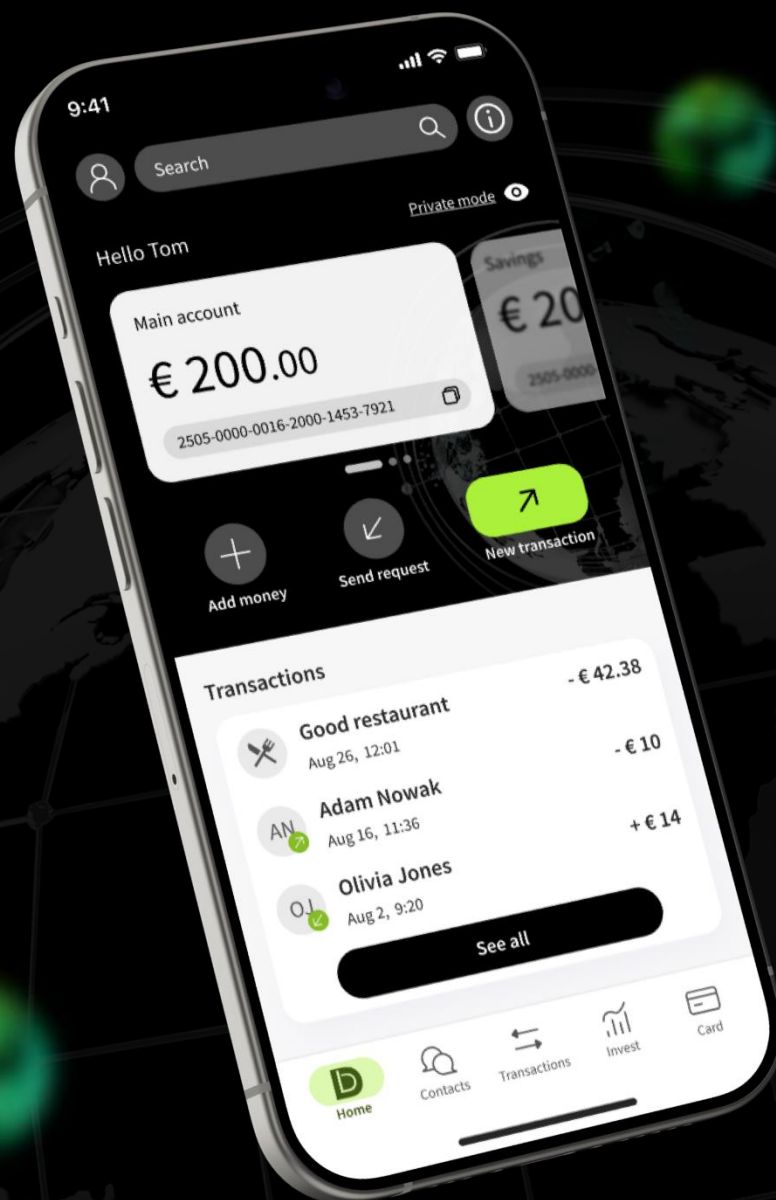 9:41
Search
Private mode
Hello Tom
Main account
€ 200.00
2505-0000-0016-2000-1453-7921
Savings
€ 20
2505-0000-
Add money
Send request
New transaction
Transactions
Good restaurant
- € 42.38
Aug 26, 12:01
Adam Nowak
- € 10
AN
Aug 16, 11:36
Olivia Jones
+ € 14
OJ
Aug 2, 9:20
See all
Home
Contacts
Transactions
Invest
Card